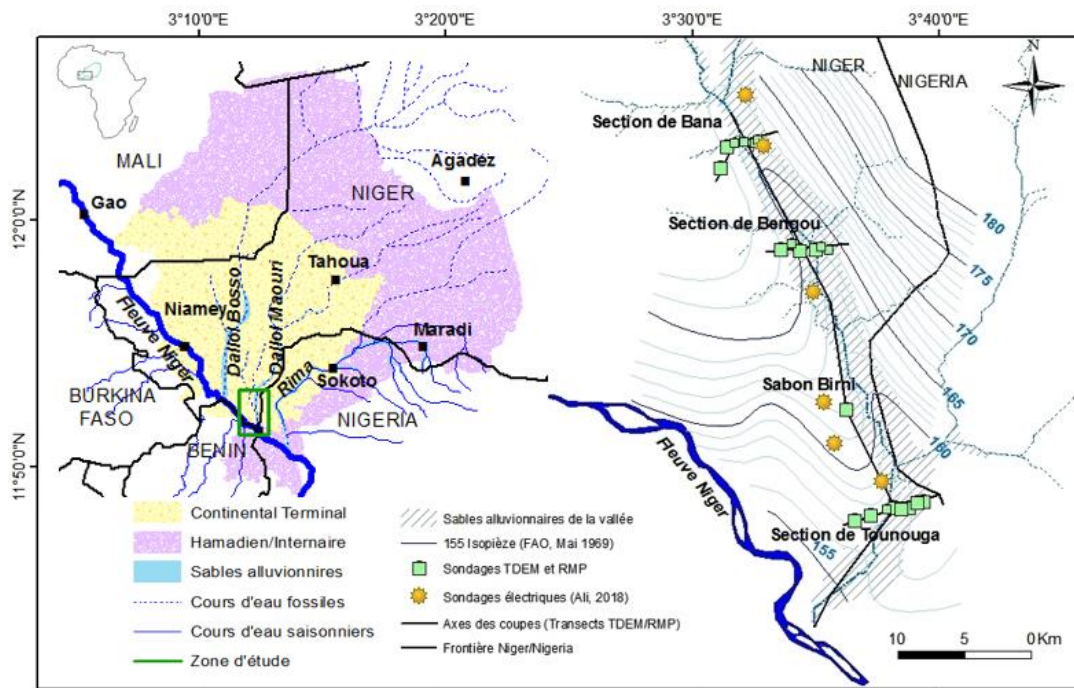 3°10'0"E
3°20'0"E
3°30'0"E
3°40'0"E
12°0'0"N
11°50'0"N
MALI
Gao
NIGER
Agadez
Tahoua
Niamey
Dallol Bosso
Dallol Maouri
Fleuve Niger
Maradi
Rima
Sokoto
BURKINA
FASO
NIGERIA
BENIN
NIGER
NIGERIA
N
Section de Bana
Section de Bengou
Sabon Birni
Section de Tounouga
Fleuve Niger
180
175
170
165
160
155
Continental Terminal
Hamadien/Internaire
Sables alluvionnires
Cours d'eau fossiles
Cours d'eau saisonniers
Zone d'étude
Sables alluvionnaires de la vallée
155 Isopièze (FAO, Mai 1969)
Sondages TDEM et RMP
Sondages électriques (Ali, 2018)
Axes des coupes (Transects TDEM/RMP)
Frontière Niger/Nigeria
10 5 0 Km